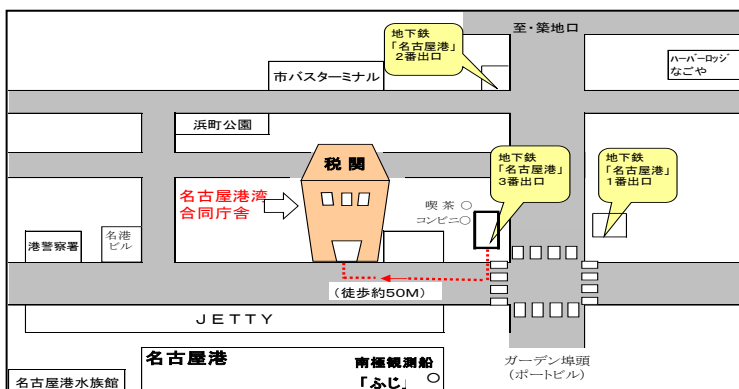 至・築地口
地下鉄
「名古屋港」
2番出口
ハーバーロッジ
なごや
市バスターミナル
浜町公園
税関
地下鉄
「名古屋港」
3番出口
地下鉄
「名古屋港」
1番出口
名古屋港湾
合同庁舎
喫茶
コンビニ
港警察署
名港
ビル
(徒歩約50M)
JETTY
名古屋港
南極観測船
「ふじ」
ガーデン埠頭
(ポートビル)
名古屋港水族館